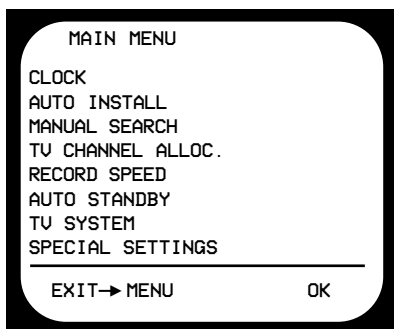 MAIN MENU
CLOCK
AUTO INSTALL
MANUAL SEARCH
TV CHANNEL ALLOC.
RECORD SPEED
AUTO STANDBY
TV SYSTEM
SPECIAL SETTINGS
EXIT→MENU OK